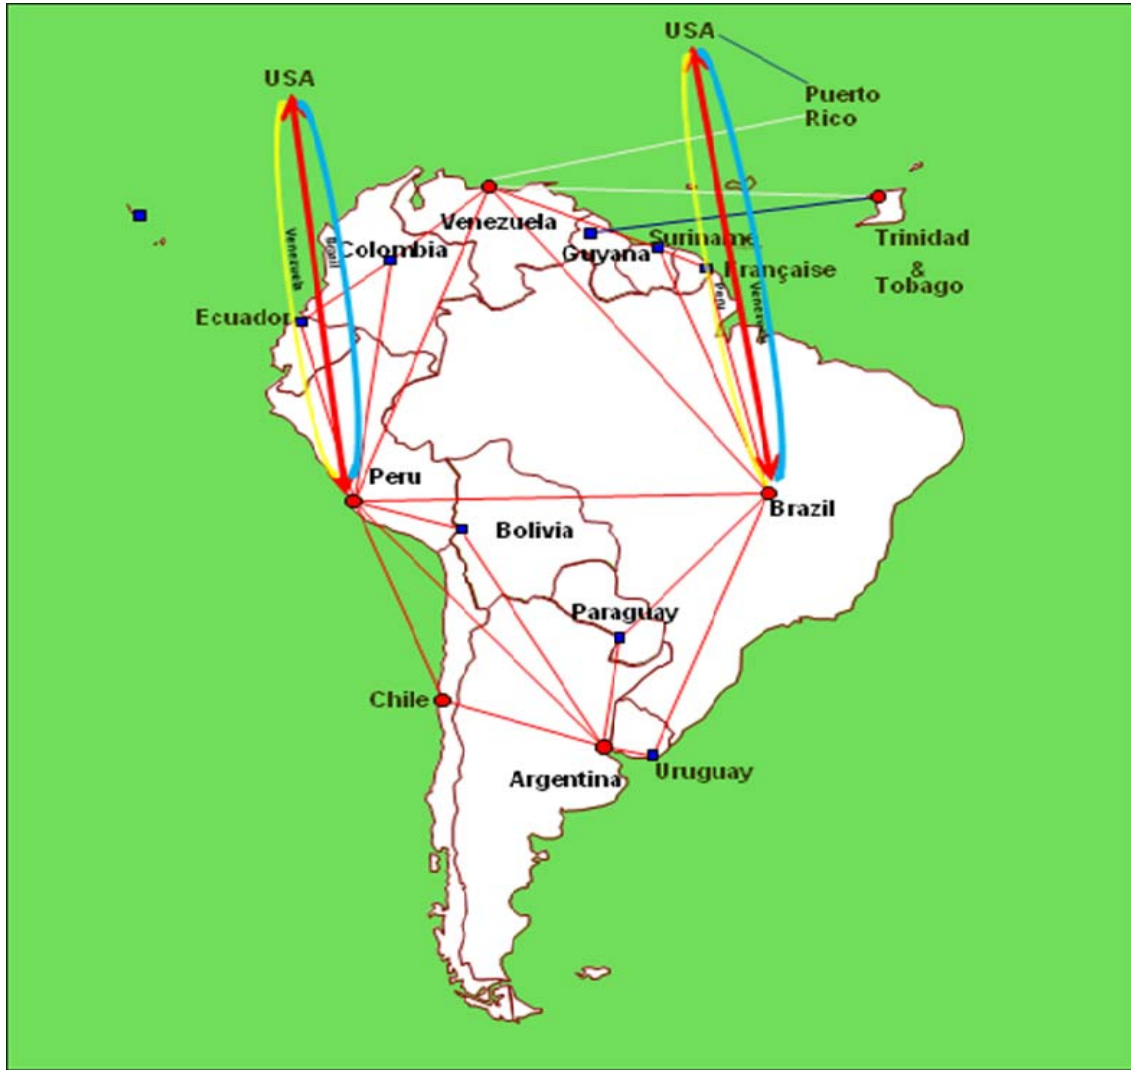 USA
USA
Puerto
Rico
Venezuela
Colombia
Venezuela
Brazil
Guyana
Suriname
Française
Trinidad
&
Tobago
Ecuador
Peru
Venezuela
Peru
Brazil
Bolivia
Paraguay
Chile
Argentina
Uruguay